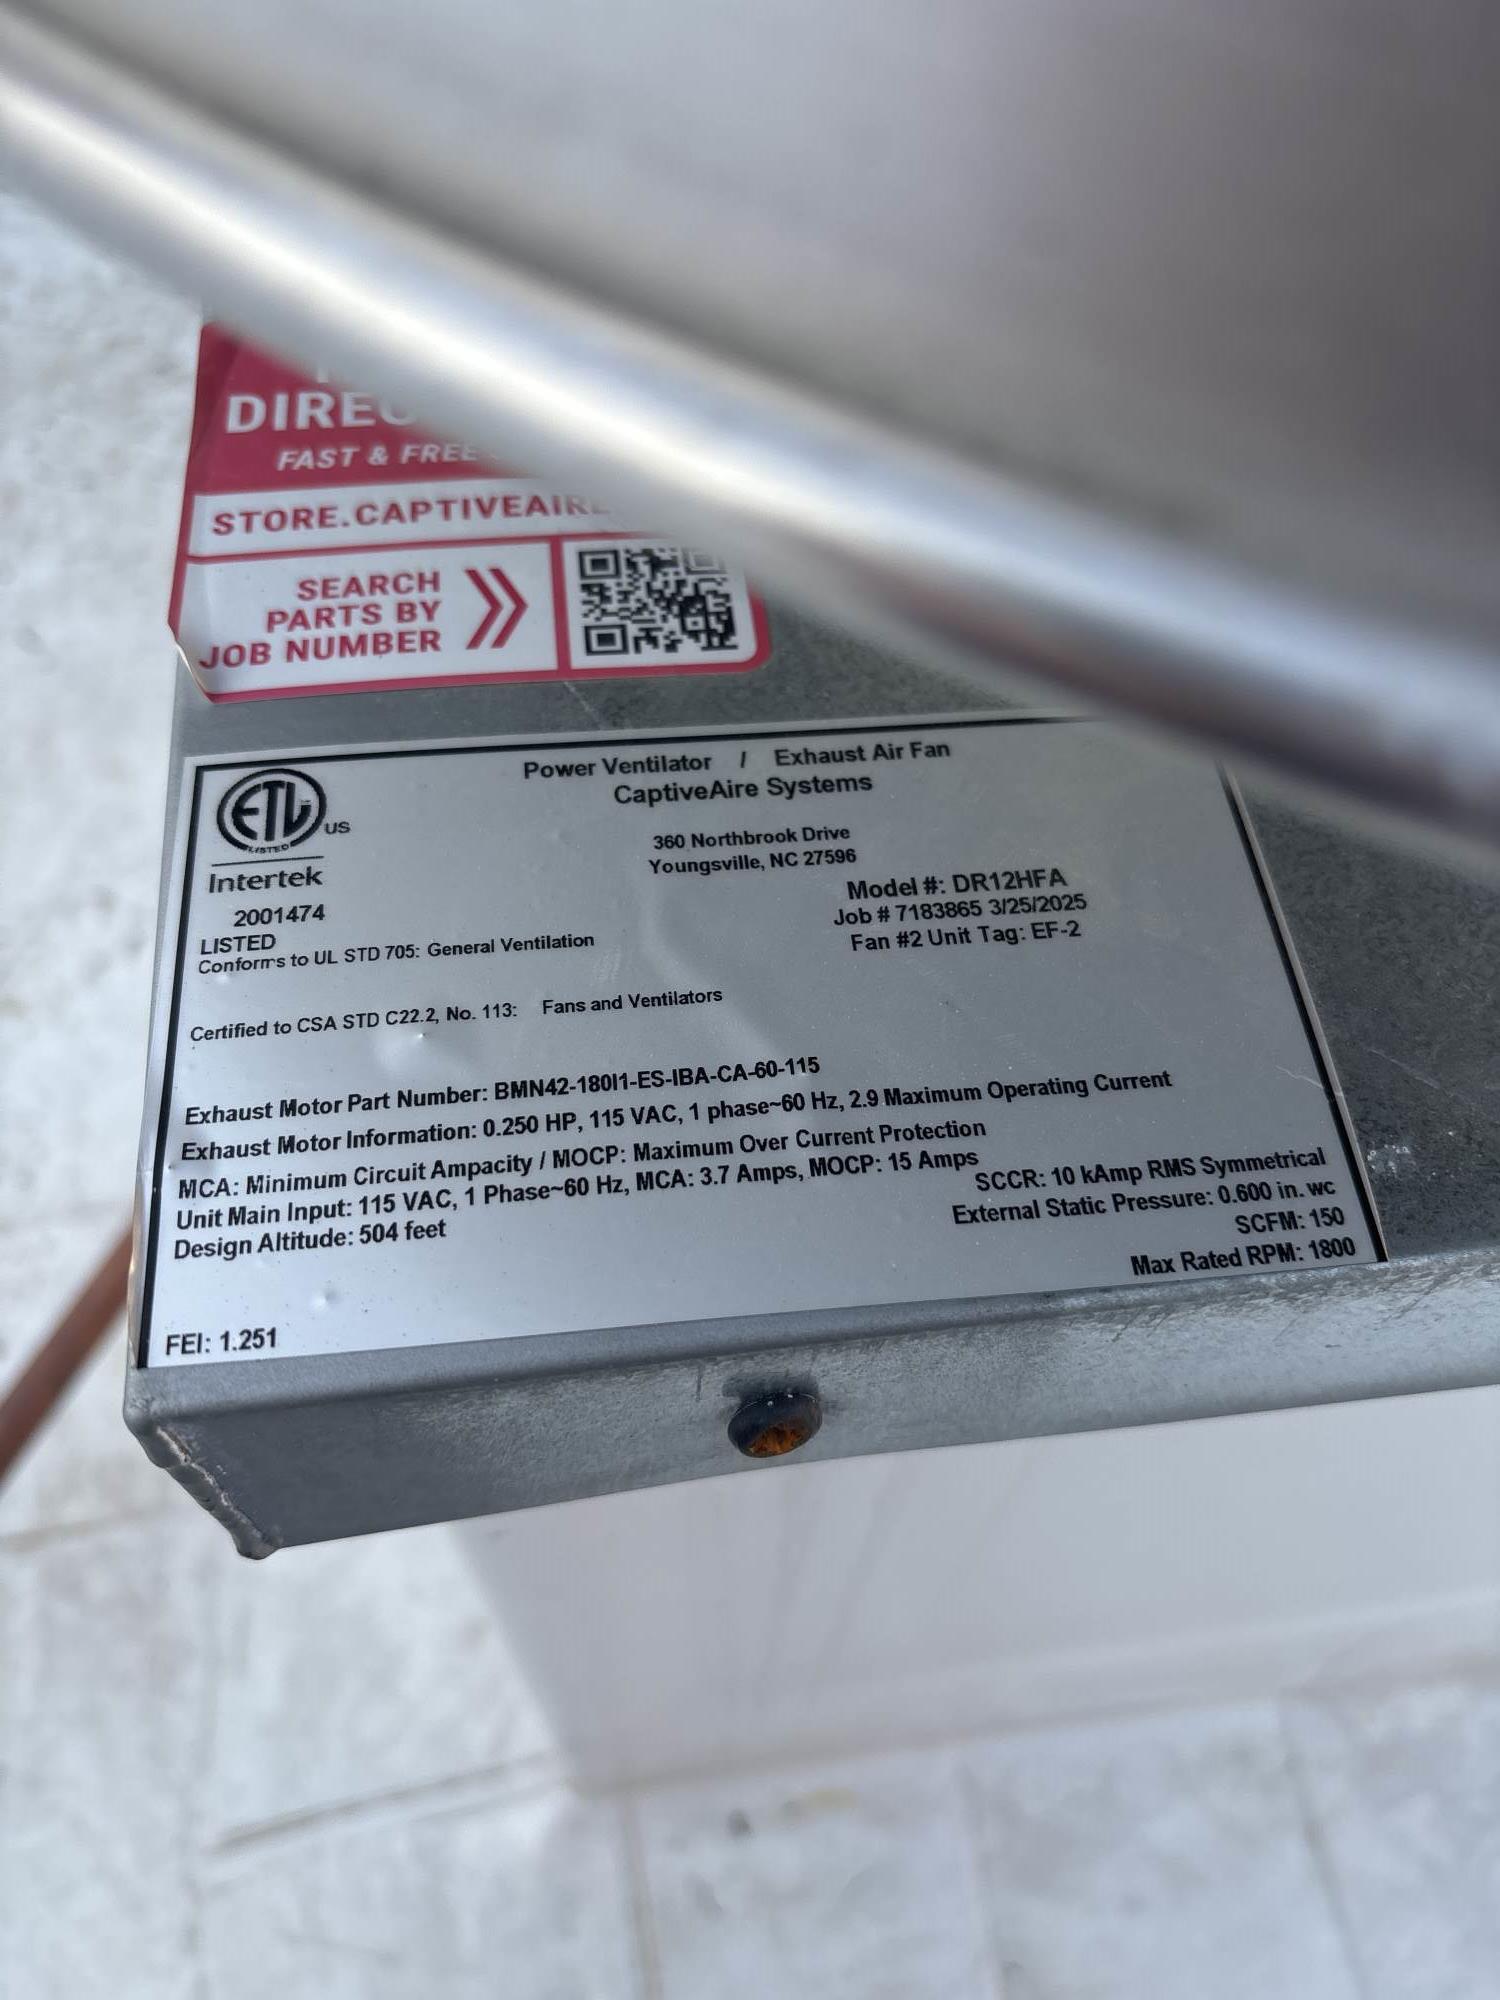 DIREC
FAST & FREE
STORE.CAPTIVEAIRE
SEARCH
PARTS BY
JOB NUMBER
Power Ventilator / Exhaust Air Fan
CaptiveAire Systems
360 Northbrook Drive
Youngsville, NC 27596
ETL
US
LISTED
Intertek
2001474
LISTED
Conforms to UL STD 705: General Ventilation
Model #: DR12HFA
Job # 7183865 3/25/2025
Fan #2 Unit Tag: EF-2
Certified to CSA STD C22.2, No. 113: Fans and Ventilators
Exhaust Motor Part Number: BMN42-180I1-ES-IBA-CA-60-115
Exhaust Motor Information: 0.250 HP, 115 VAC, 1 phase~60 Hz, 2.9 Maximum Operating Current
MCA: Minimum Circuit Ampacity / MOCP: Maximum Over Current Protection
Unit Main Input: 115 VAC, 1 Phase~60 Hz, MCA: 3.7 Amps, MOCP: 15 Amps
Design Altitude: 504 feet
SCCR: 10 kAmp RMS Symmetrical
External Static Pressure: 0.600 in. wc
SCFM: 150
Max Rated RPM: 1800
FEI: 1.251